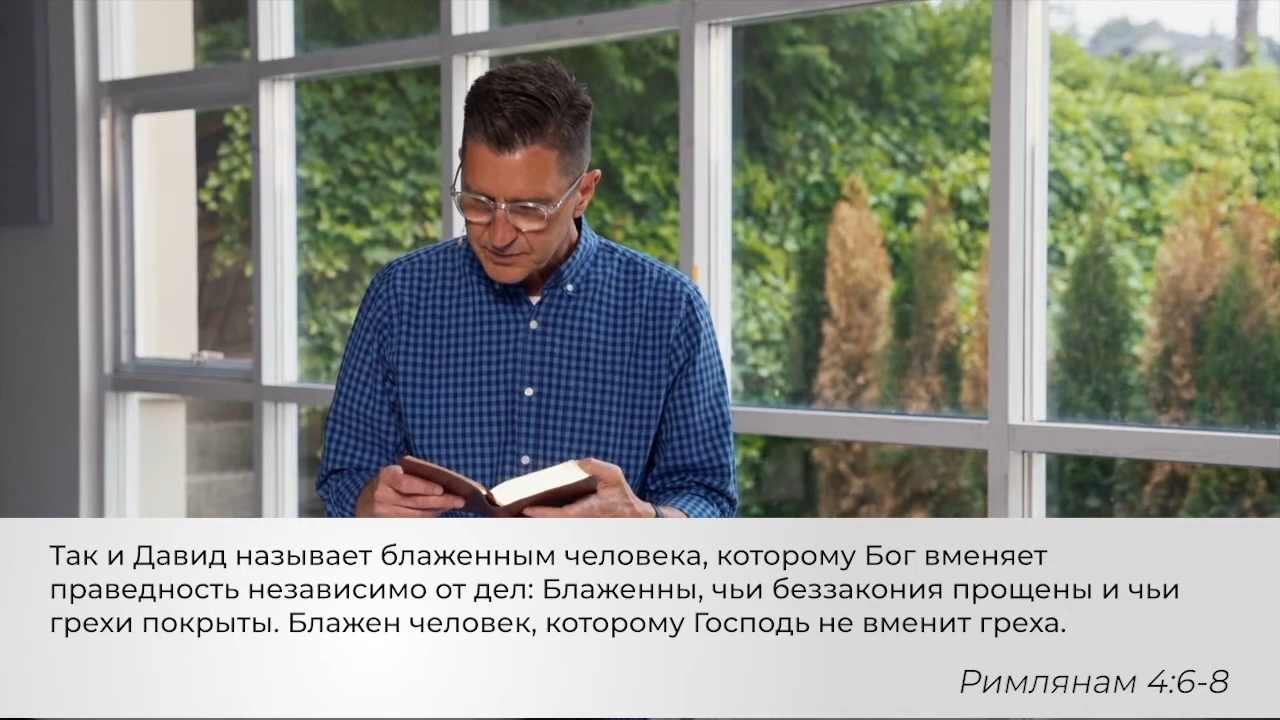 Так и Давид называет блаженным человека, которому Бог вменяет
праведность независимо от дел: Блаженны, чьи беззакония прощены и чьи
грехи покрыты. Блажен человек, которому Господь не вменит греха.
Римлянам 4:6-8